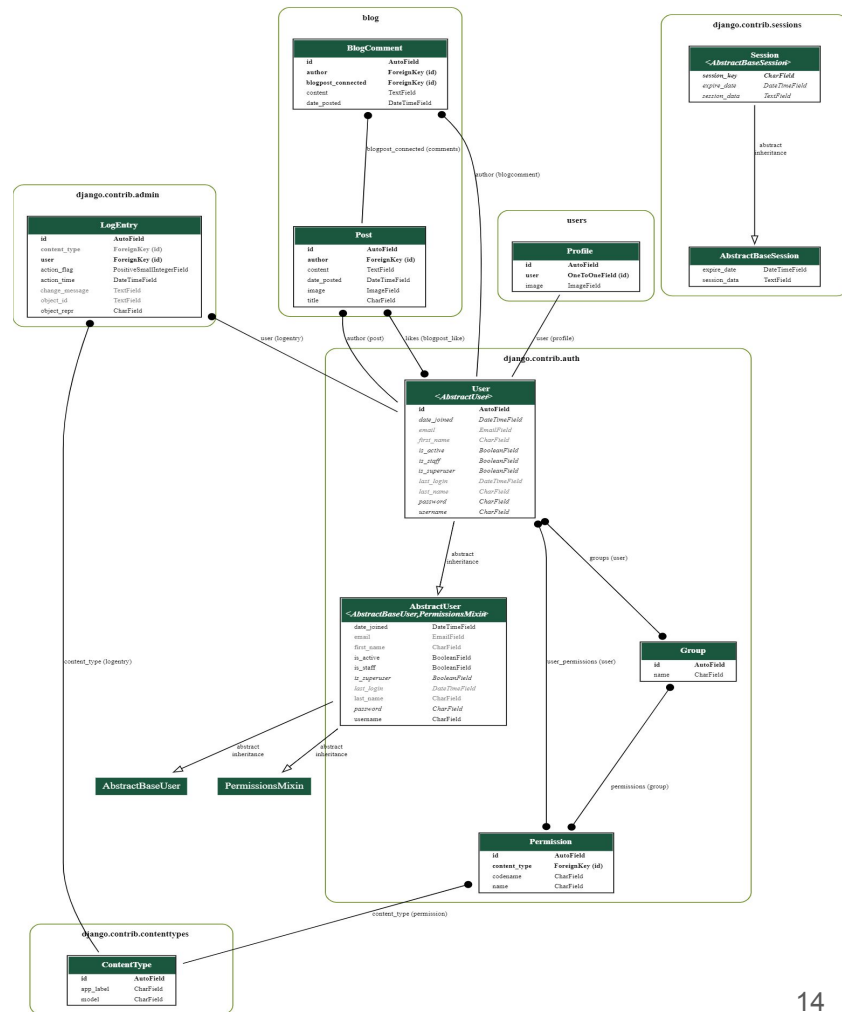 blog
BlogComment
id AutoField
author ForeignKey (id)
blogpost_connected ForeignKey (id)
content TextField
date_posted DateTimeField
django.contrib.sessions
Session
<AbstractBaseSession>
session_key CharField
expire_date DateTimeField
session_data TextField
blogpost_connected (comments)
abstract
inheritance
author (blogcomment)
django.contrib.admin
LogEntry
id AutoField
content_type ForeignKey (id)
user ForeignKey (id)
action_flag PositiveSmallIntegerField
action_time DateTimeField
change_message TextField
object_id TextField
object_repr CharField
Post
id AutoField
author ForeignKey (id)
content TextField
date_posted DateTimeField
image ImageField
title CharField
users
Profile
id AutoField
user OneToOneField (id)
image ImageField
AbstractBaseSession
expire_date DateTimeField
session_data TextField
user (logentry)
author (post)
likes (blogpost_like)
user (profile)
django.contrib.auth
User
<AbstractUser>
id AutoField
date_joined DateTimeField
email EmailField
first_name CharField
is_active BooleanField
is_staff BooleanField
is_superuser BooleanField
last_login DateTimeField
last_name CharField
password CharField
username CharField
abstract
inheritance
groups (user)
AbstractUser
<AbstractBaseUser,PermissionsMixin>
date_joined DateTimeField
email EmailField
first_name CharField
is_active BooleanField
is_staff BooleanField
is_superuser BooleanField
last_login DateTimeField
last_name CharField
password CharField
username CharField
user_permissions (user)
Group
id AutoField
name CharField
content_type (logentry)
abstract
inheritance
abstract
inheritance
AbstractBaseUser
PermissionsMixin
permissions (group)
Permission
id AutoField
content_type ForeignKey (id)
codename CharField
name CharField
content_type (permission)
django.contrib.contenttypes
ContentType
id AutoField
app_label CharField
model CharField
14